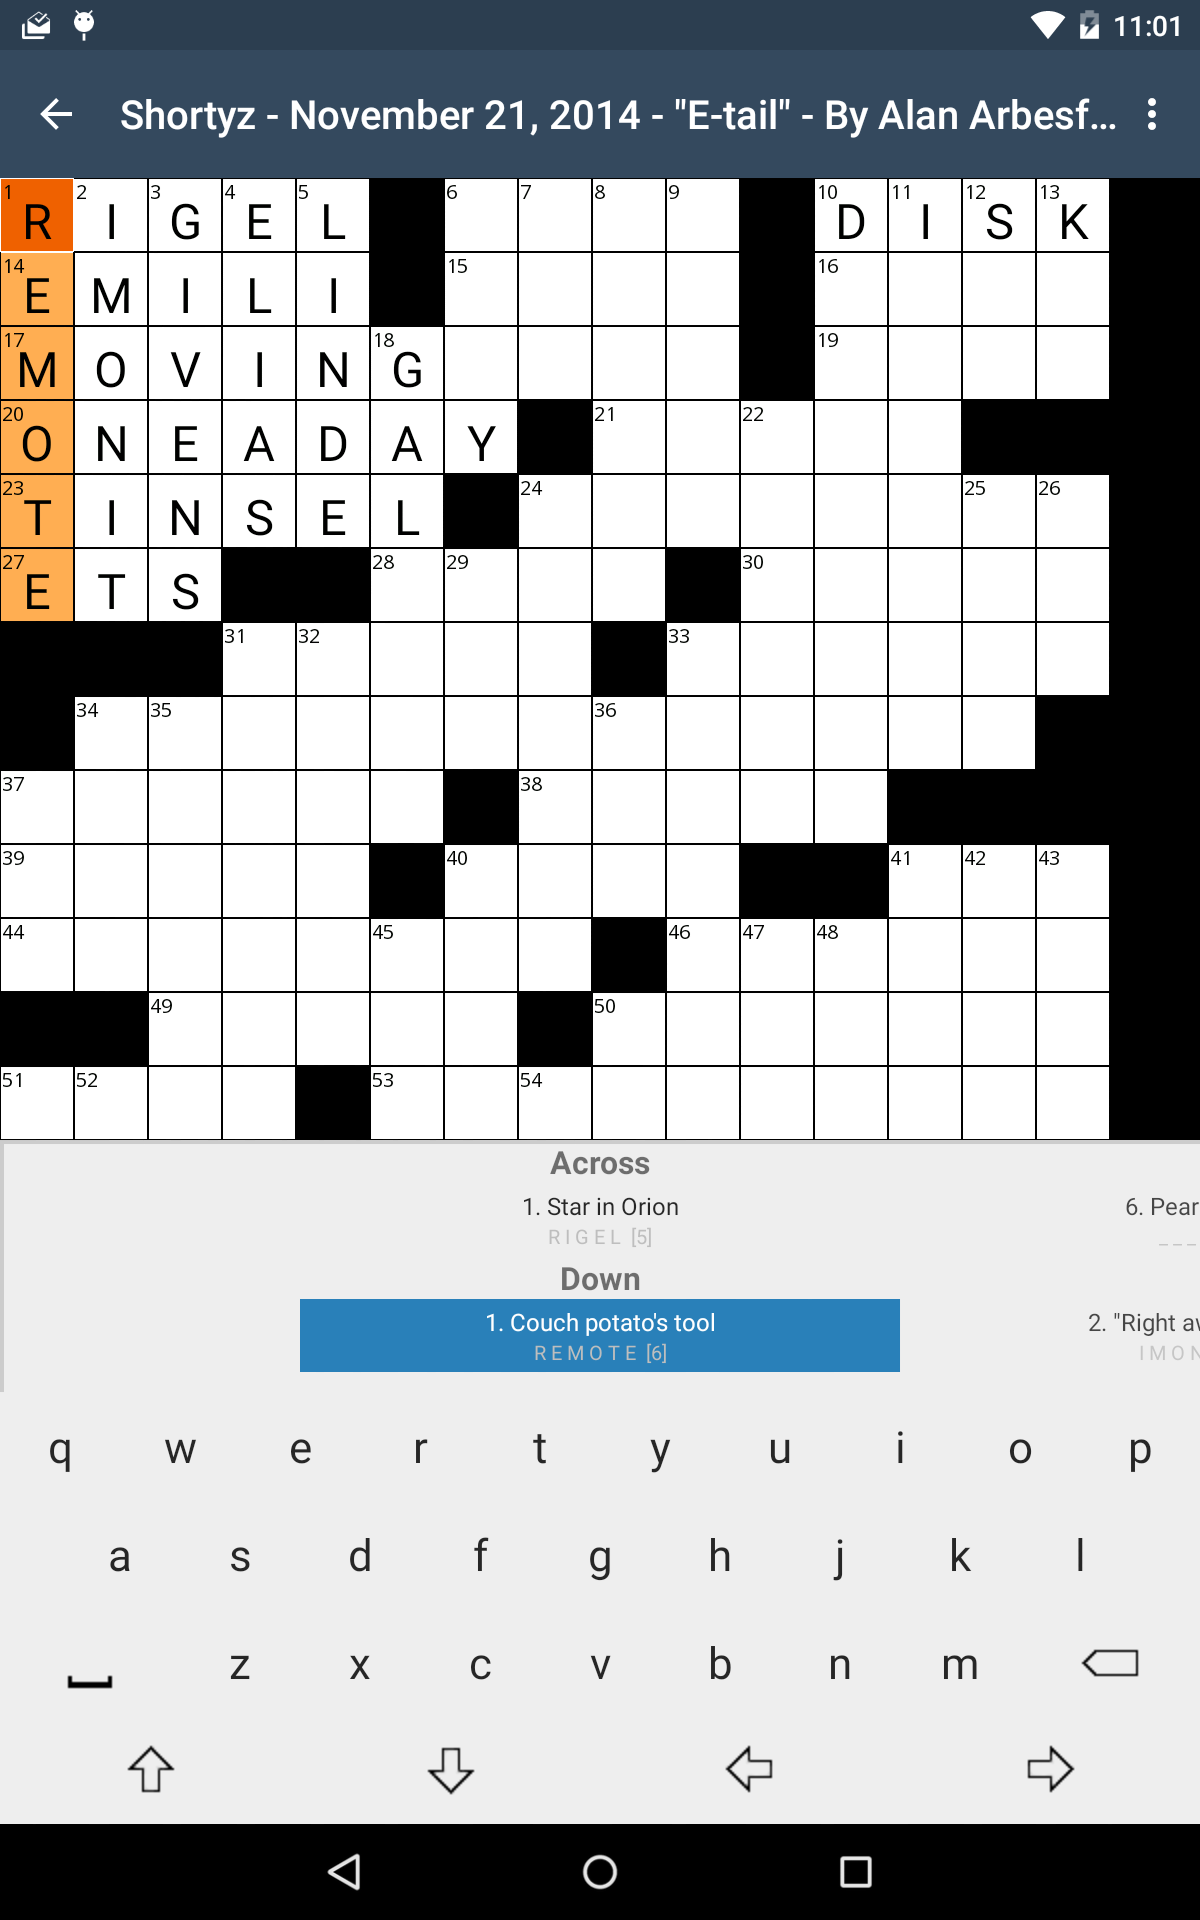 11:01
Shortyz - November 21, 2014 - "E-tail" - By Alan Arbesf...
1 R 2 I 3 G 4 E 5 L 6 7 8 9 10 D 11 I 12 S 13 K
14 E M I L I 15 16
17 M O V I N 18 G 19
20 O N E A D A Y 21 22
23 T I N S E L 24 25 26
27 E T S 28 29 30
31 32 33
34 35 36
37 38
39 40 41 42 43
44 45 46 47 48
49 50
51 52 53 54
Across
1. Star in Orion 6. Pear
RIGEL [5] ___
Down
1. Couch potato's tool 2. "Right aw
REMOTE [6] IMON
q w e r t y u i o p
a s d f g h j k l
z x c v b n m